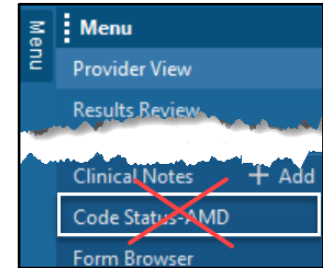 Menu
Menu
Provider View
Results Review
Clinical Notes + Add
Code Status-AMD
Form Browser